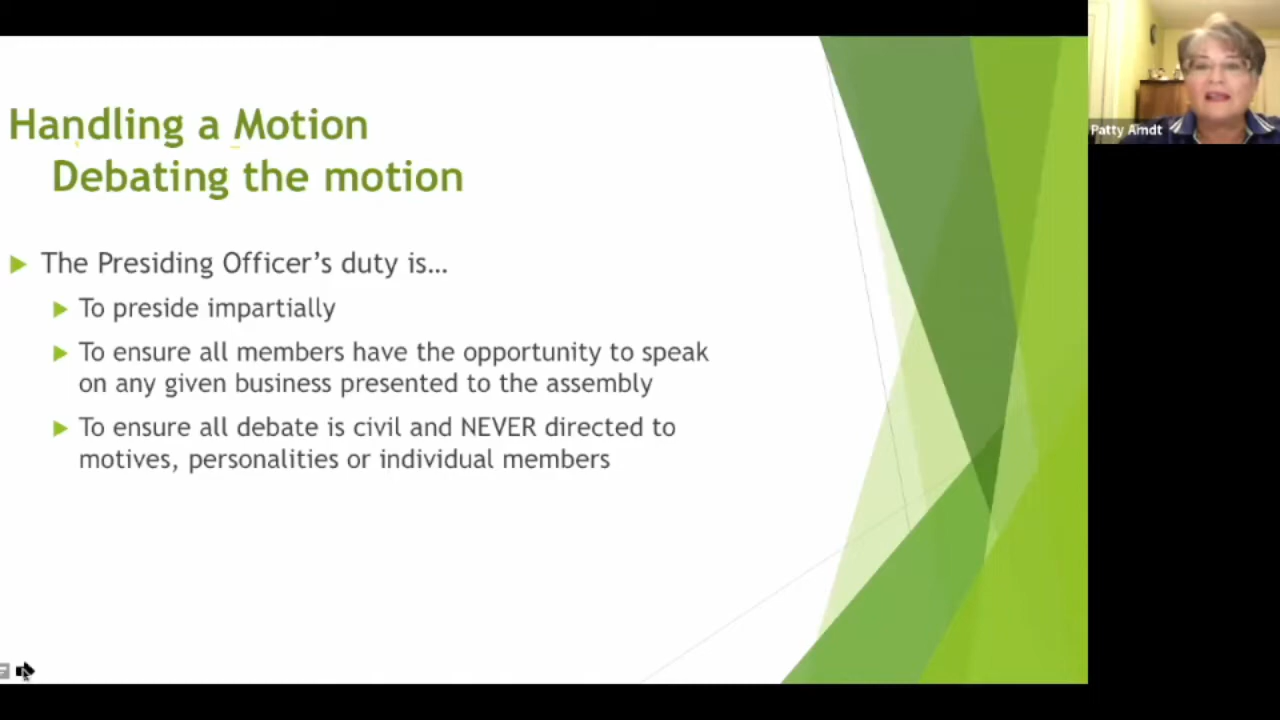 Handling a Motion
Debating the motion
The Presiding Officer's duty is…
To preside impartially
To ensure all members have the opportunity to speak
on any given business presented to the assembly
To ensure all debate is civil and NEVER directed to
motives, personalities or individual members
Patty Arndt